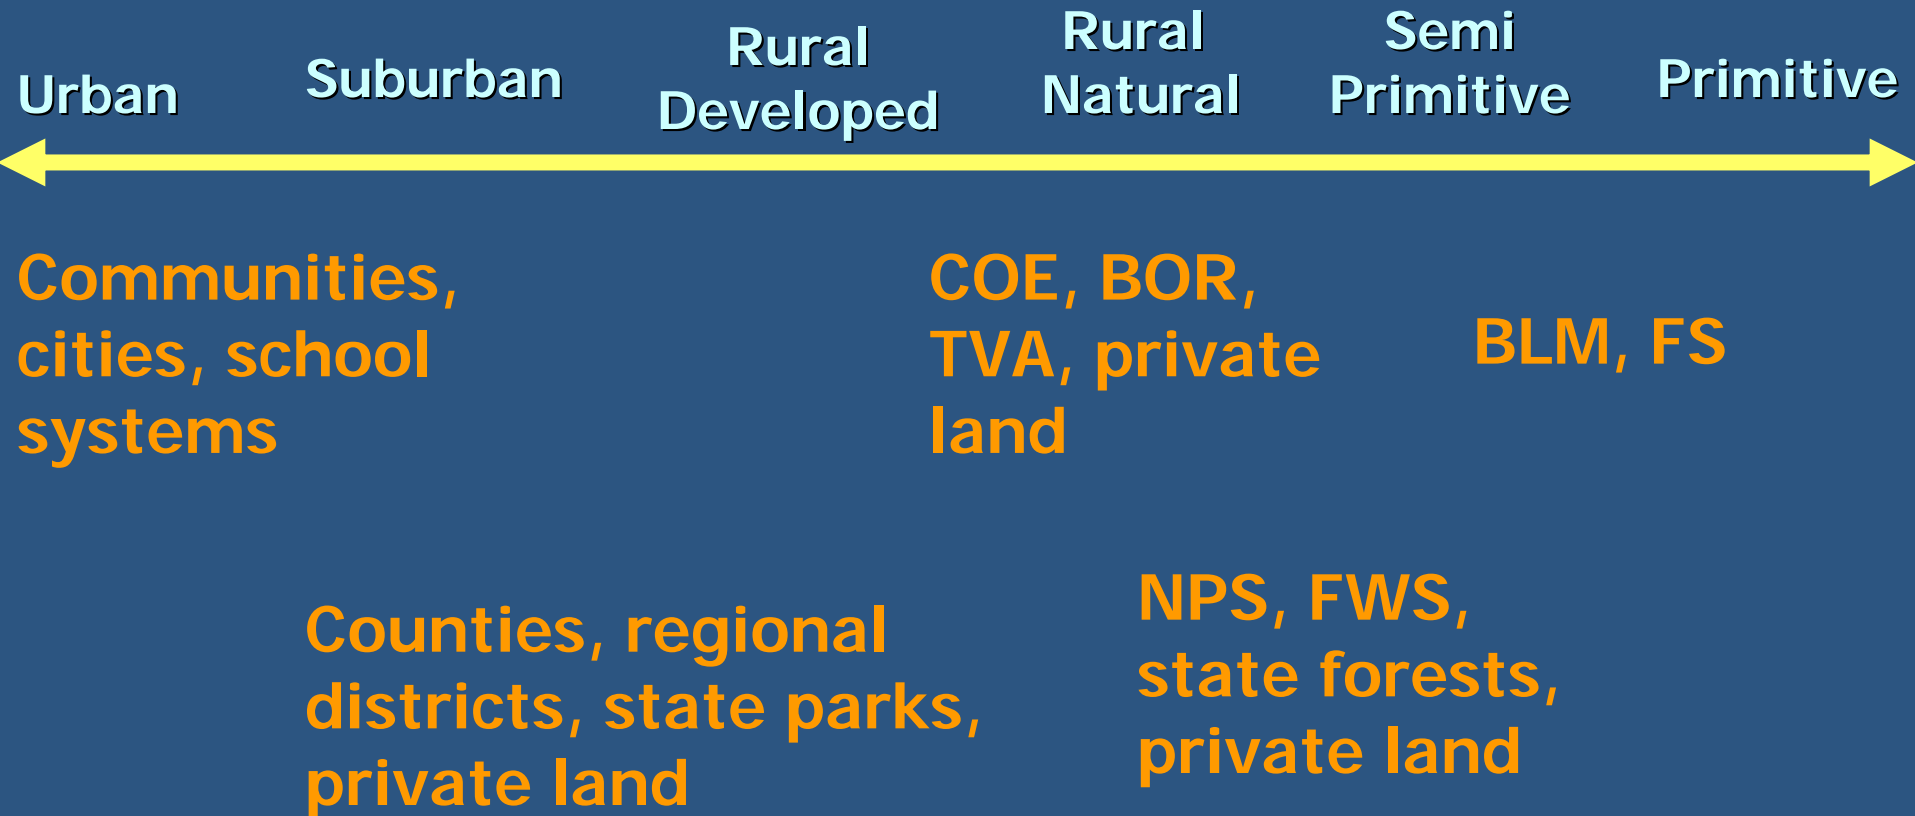 Urban
Suburban
Rural
Developed
Rural
Natural
Semi
Primitive
Primitive
Communities,
cities, school
systems
COE, BOR,
TVA, private
land
BLM, FS
Counties, regional
districts, state parks,
private land
NPS, FWS,
state forests,
private land